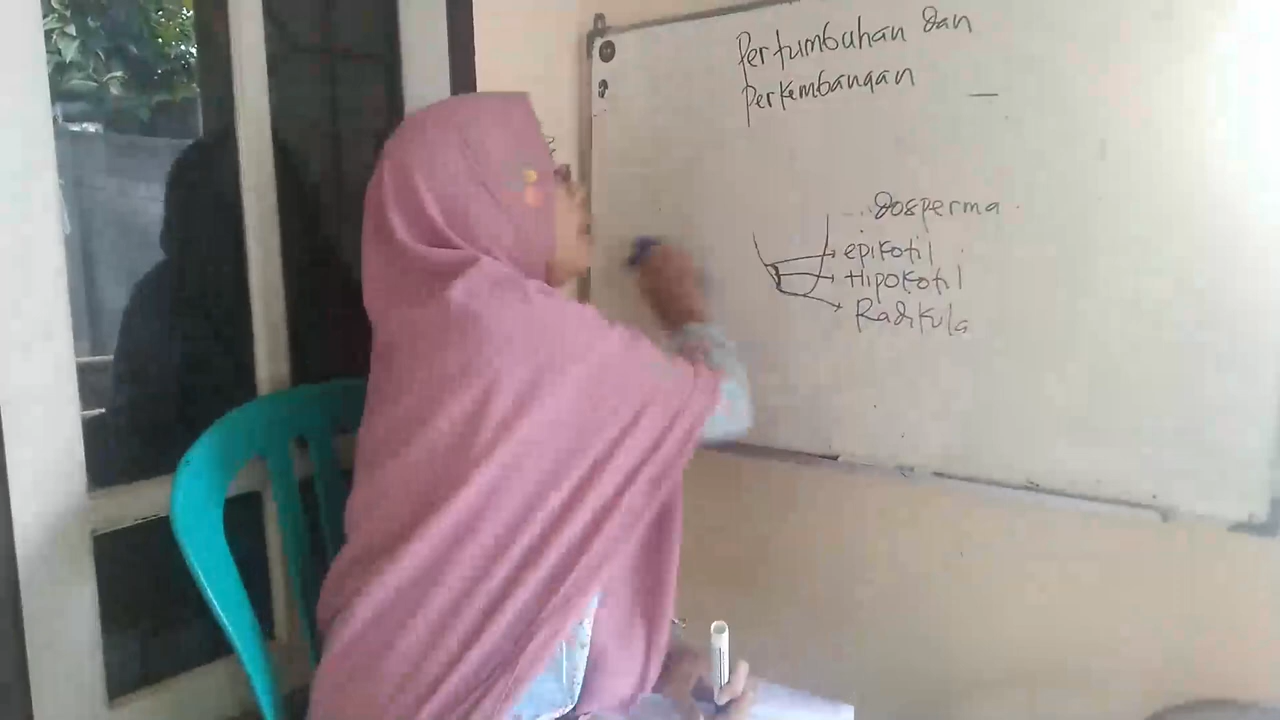 Pertumbuhan dan
Perkembangan
dosperma
epikotil
Hipokotil
Radikula